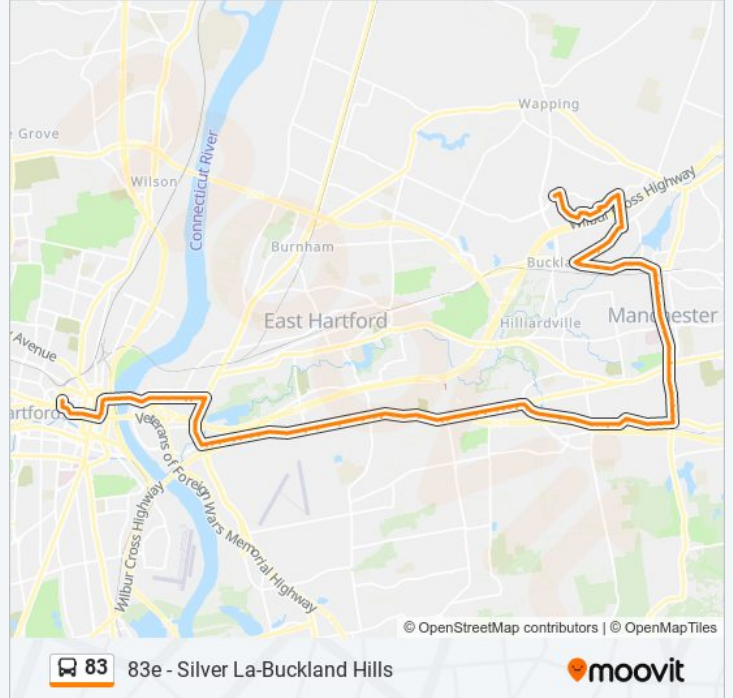 Wapping
e Grove
Wilson
Connecticut River
Wilbur Cross Highway
Burnham
Buckla
East Hartford
Hilliardville
Manchester
y Avenue
artford
Veterans of Foreign Wars Memorial Highway
1
Wilbur Cross Highway
© OpenStreetMap contributors | © OpenMapTiles
83
83e - Silver La-Buckland Hills
moovit